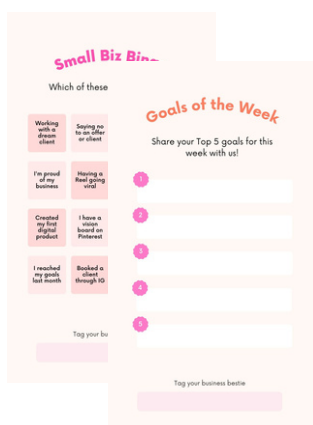 Small Biz Bin
Which of these
Working
with a
dream
client
Saying no
to an offer
or client
I'm proud
of my
business
Having a
Reel going
viral
Created
my first
digital
product
I have a
vision
board on
Pinterest
I reached
my goals
last month
Booked a
client
through IG
Tag your bu
Goals of the Week
Share your Top 5 goals for this
week with us!
1
2
3
4
5
Tag your business bestie